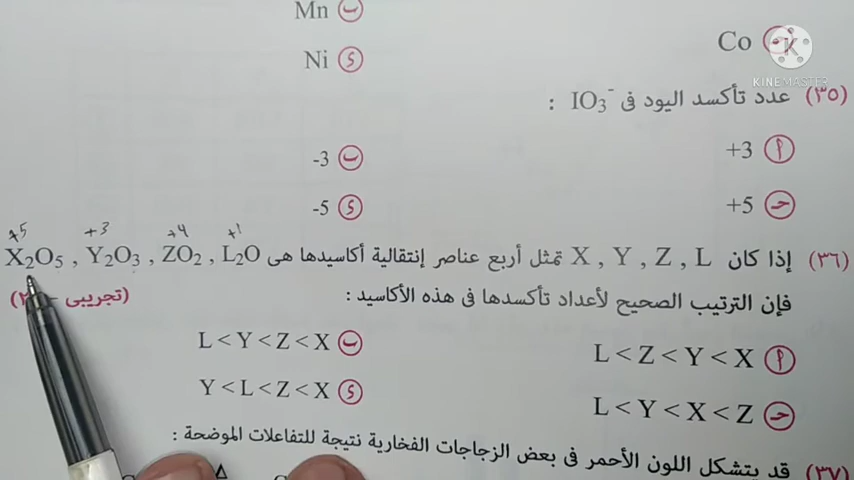 Mn ب
Co ج
Ni د
KINEMASTER
(٣٥) عدد تأكسد اليود فى IO3⁻ :
أ +3
ب -3
ج +5
د -5
+5 +3 +4 +1
(٣٦) إذا كان X , Y , Z , L تمثل أربع عناصر إنتقالية أكاسيدها هى X2O5 , Y2O3 , ZO2 , L2O
فإن الترتيب الصحيح لأعداد تأكسدها فى هذه الأكاسيد : (تجريبى
أ L < Z < Y < X
ب L < Y < Z < X
ج L < Y < X < Z
د Y < L < Z < X
(٣٧) قد يتشكل اللون الأحمر فى بعض الزجاجات الفخارية نتيجة للتفاعلات الموضحة :
Δ